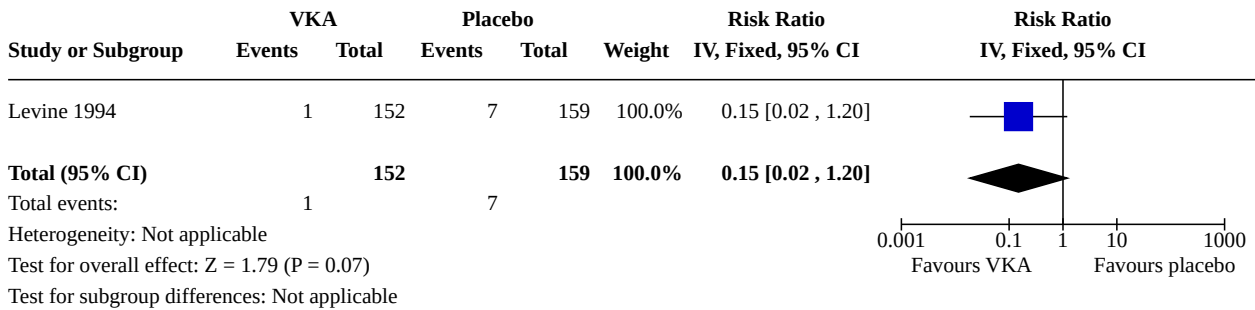 VKA Placebo Risk Ratio Risk Ratio
Study or Subgroup Events Total Events Total Weight IV, Fixed, 95% CI IV, Fixed, 95% CI
Levine 1994 1 152 7 159 100.0% 0.15 [0.02 , 1.20]
Total (95% CI) 152 159 100.0% 0.15 [0.02 , 1.20]
Total events: 1 7
Heterogeneity: Not applicable
Test for overall effect: Z = 1.79 (P = 0.07)
Test for subgroup differences: Not applicable
0.001 0.1 1 10 1000
Favours VKA Favours placebo